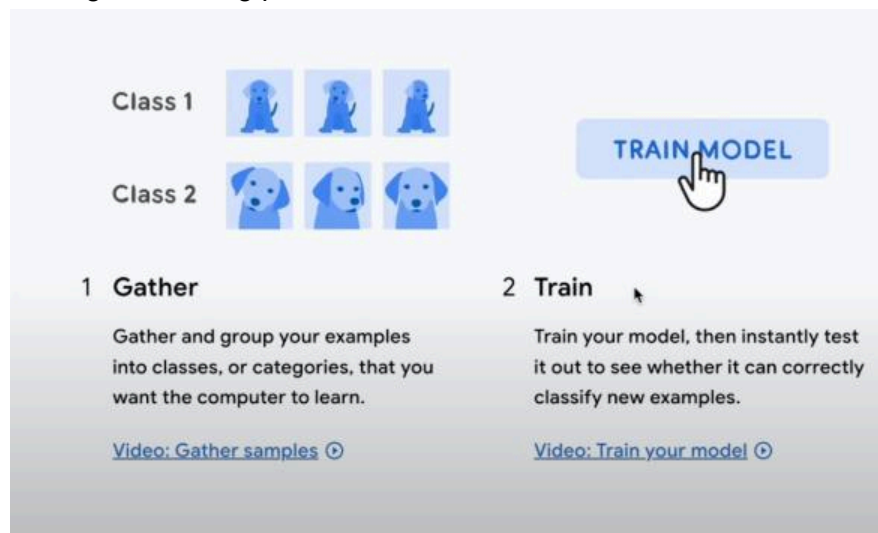 Class 1
TRAIN MODEL
Class 2
1 Gather
Gather and group your examples
into classes, or categories, that you
want the computer to learn.
Video: Gather samples
2 Train
Train your model, then instantly test
it out to see whether it can correctly
classify new examples.
Video: Train your model